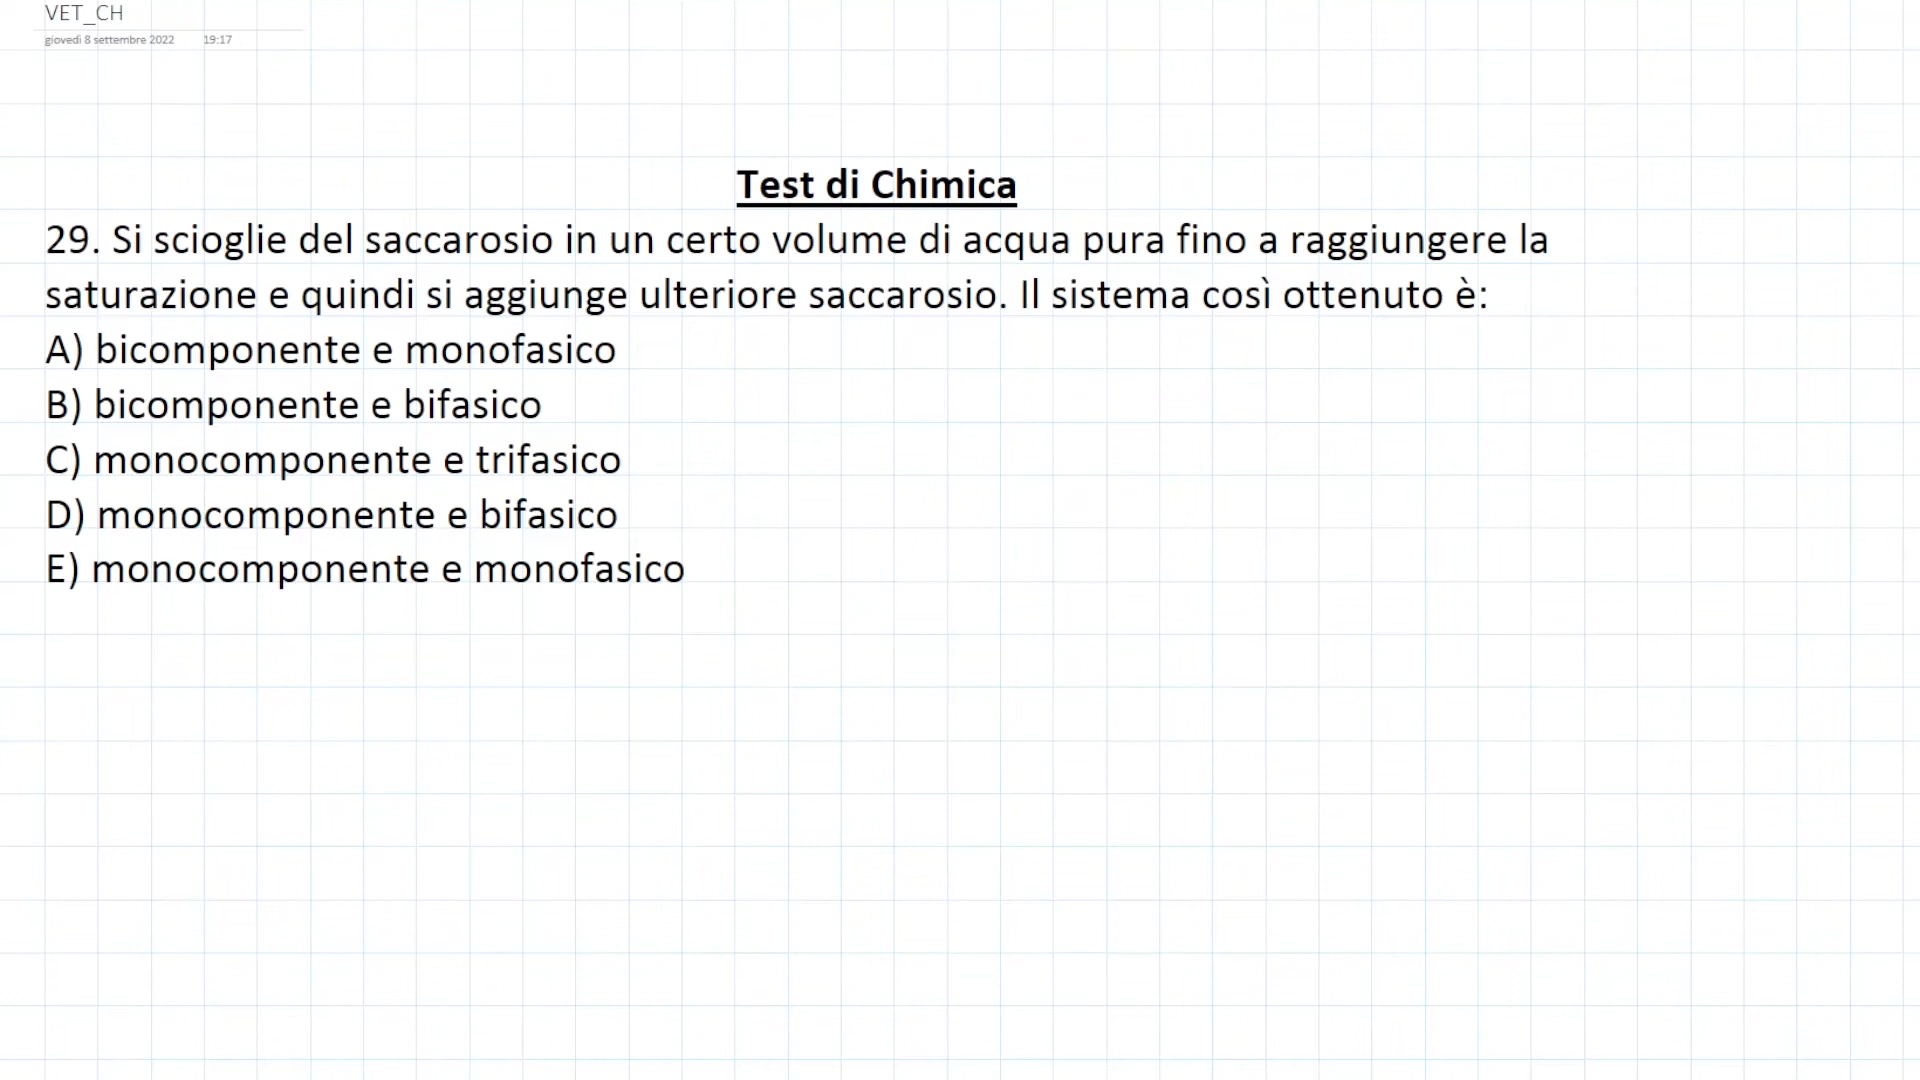 VET_CH
giovedì 8 settembre 2022 19:17
Test di Chimica
29. Si scioglie del saccarosio in un certo volume di acqua pura fino a raggiungere la
saturazione e quindi si aggiunge ulteriore saccarosio. Il sistema così ottenuto è:
A) bicomponente e monofasico
B) bicomponente e bifasico
C) monocomponente e trifasico
D) monocomponente e bifasico
E) monocomponente e monofasico